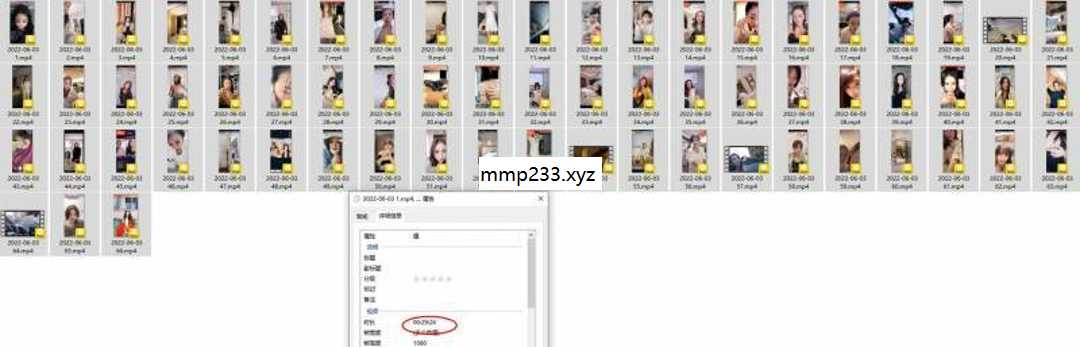 2022-06-03 1.mp4
2022-06-03 2.mp4
2022-06-03 3.mp4
2022-06-03 4.mp4
2022-06-03 5.mp4
2022-06-03 6.mp4
2022-06-03 7.mp4
2022-06-03 8.mp4
2022-06-03 9.mp4
2022-06-03 10.mp4
2022-06-03 11.mp4
2022-06-03 12.mp4
2022-06-03 13.mp4
2022-06-03 14.mp4
2022-06-03 15.mp4
2022-06-03 16.mp4
2022-06-03 17.mp4
2022-06-03 18.mp4
2022-06-03 19.mp4
2022-06-03 20.mp4
2022-06-03 21.mp4
2022-06-03 22.mp4
2022-06-03 23.mp4
2022-06-03 24.mp4
2022-06-03 25.mp4
2022-06-03 26.mp4
2022-06-03 27.mp4
2022-06-03 28.mp4
2022-06-03 29.mp4
2022-06-03 30.mp4
2022-06-03 31.mp4
2022-06-03 32.mp4
2022-06-03 33.mp4
2022-06-03 34.mp4
2022-06-03 35.mp4
2022-06-03 36.mp4
2022-06-03 37.mp4
2022-06-03 38.mp4
2022-06-03 39.mp4
2022-06-03 40.mp4
2022-06-03 41.mp4
2022-06-03 42.mp4
2022-06-03 43.mp4
2022-06-03 44.mp4
2022-06-03 45.mp4
2022-06-03 46.mp4
2022-06-03 47.mp4
2022-06-03 48.mp4
2022-06-03 49.mp4
2022-06-03 50.mp4
2022-06-03 51.mp4
mmp233.xyz
2022-06-03 55.mp4
2022-06-03 56.mp4
2022-06-03 57.mp4
2022-06-03 58.mp4
2022-06-03 59.mp4
2022-06-03 60.mp4
2022-06-03 61.mp4
2022-06-03 62.mp4
2022-06-03 63.mp4
2022-06-03 64.mp4
2022-06-03 65.mp4
2022-06-03 66.mp4
2022-06-03 1.mp4, ... 属性
常规 详细信息
属性 值
说明
标题
副标题
分级
标记
备注
视频
时长 00:29:24
帧宽度 (多个数值)
帧高度 1080